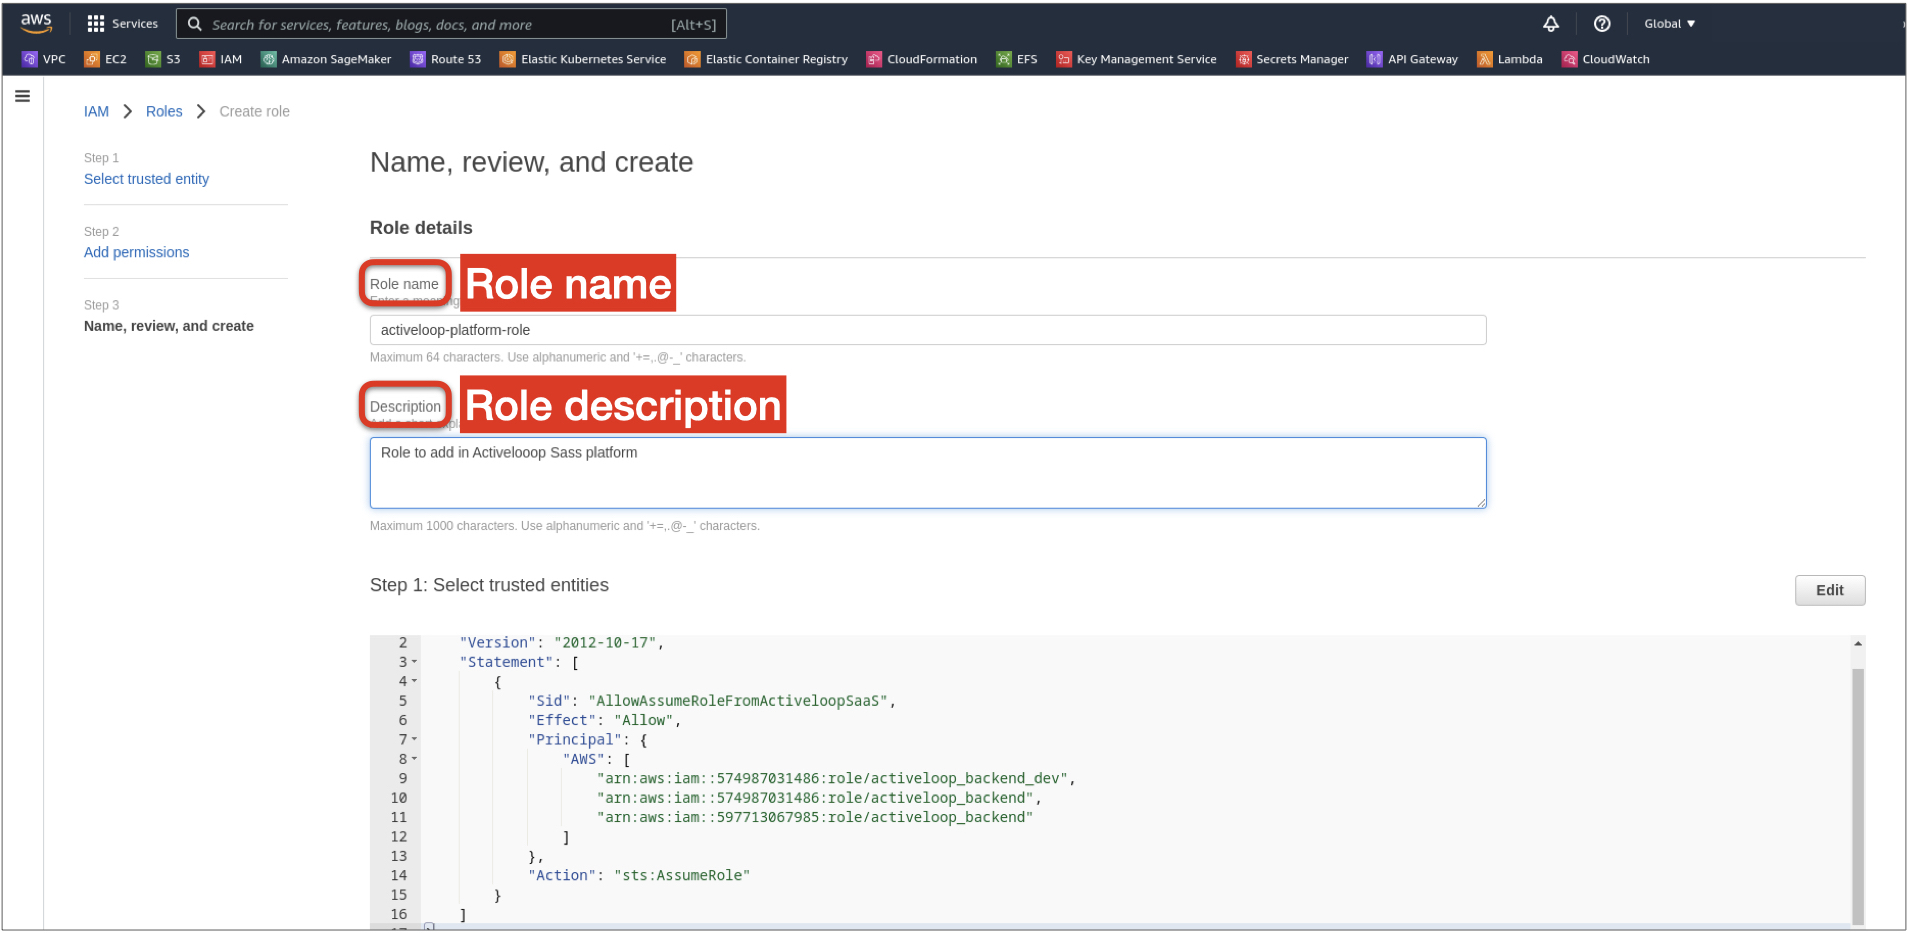 aws Services Search for services, features, blogs, docs, and more [Alt+S] Global
VPC EC2 S3 IAM Amazon SageMaker Route 53 Elastic Kubernetes Service Elastic Container Registry CloudFormation EFS Key Management Service Secrets Manager API Gateway Lambda CloudWatch
IAM Roles Create role
Step 1
Select trusted entity
Step 2
Add permissions
Step 3
Name, review, and create
Name, review, and create
Role details
Role name Role name
activeloop-platform-role
Maximum 64 characters. Use alphanumeric and '+=,.@-_' characters.
Description Role description
Role to add in Activelooop Sass platform
Maximum 1000 characters. Use alphanumeric and '+=,.@-_' characters.
Step 1: Select trusted entities
Edit
2 "Version": "2012-10-17",
3 "Statement": [
4 {
5 "Sid": "AllowAssumeRoleFromActiveloopSaaS",
6 "Effect": "Allow",
7 "Principal": {
8 "AWS": [
9 "arn:aws:iam::574987031486:role/activeloop_backend_dev",
10 "arn:aws:iam::574987031486:role/activeloop_backend",
11 "arn:aws:iam::597713067985:role/activeloop_backend"
12 ]
13 },
14 "Action": "sts:AssumeRole"
15 }
16 ]